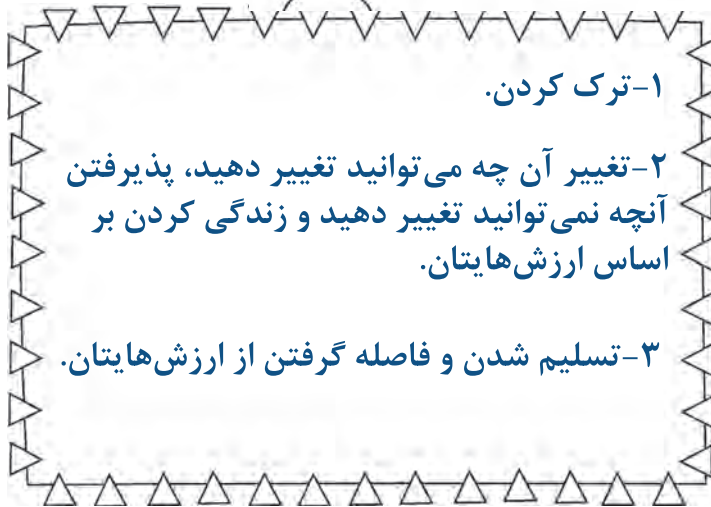 ۱-ترک کردن.
۲-تغییر آن چه می‌توانید تغییر دهید، پذیرفتن
آنچه نمی‌توانید تغییر دهید و زندگی کردن بر
اساس ارزش‌هایتان.
۳-تسلیم شدن و فاصله گرفتن از ارزش‌هایتان.